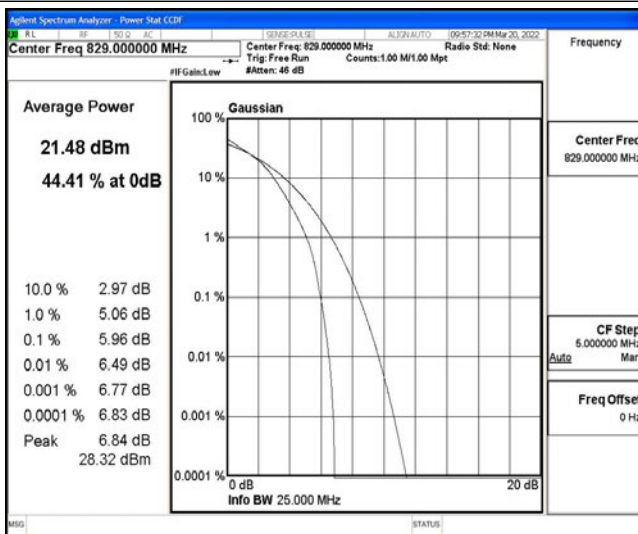 Agilent Spectrum Analyzer - Power Stat CCDF
RL RF 50 Ω AC SENSE:PULSE ALIGNAUTO 09:57:32 PM Mar 20, 2022
Center Freq 829.000000 MHz
Center Freq: 829.000000 MHz Radio Std: None
Trig: Free Run Counts:1.00 M/1.00 Mpt
#IFGain:Low #Atten: 46 dB
Frequency
Average Power
21.48 dBm
44.41 % at 0dB
10.0 % 2.97 dB
1.0 % 5.06 dB
0.1 % 5.96 dB
0.01 % 6.49 dB
0.001 % 6.77 dB
0.0001 % 6.83 dB
Peak 6.84 dB
28.32 dBm
Gaussian
100 %
10 %
1 %
0.1 %
0.01 %
0.001 %
0.0001 %
0 dB 20 dB
Info BW 25.000 MHz
Center Freq
829.000000 MHz
CF Step
5.000000 MHz
Auto Man
Freq Offset
0 Hz
MSG STATUS